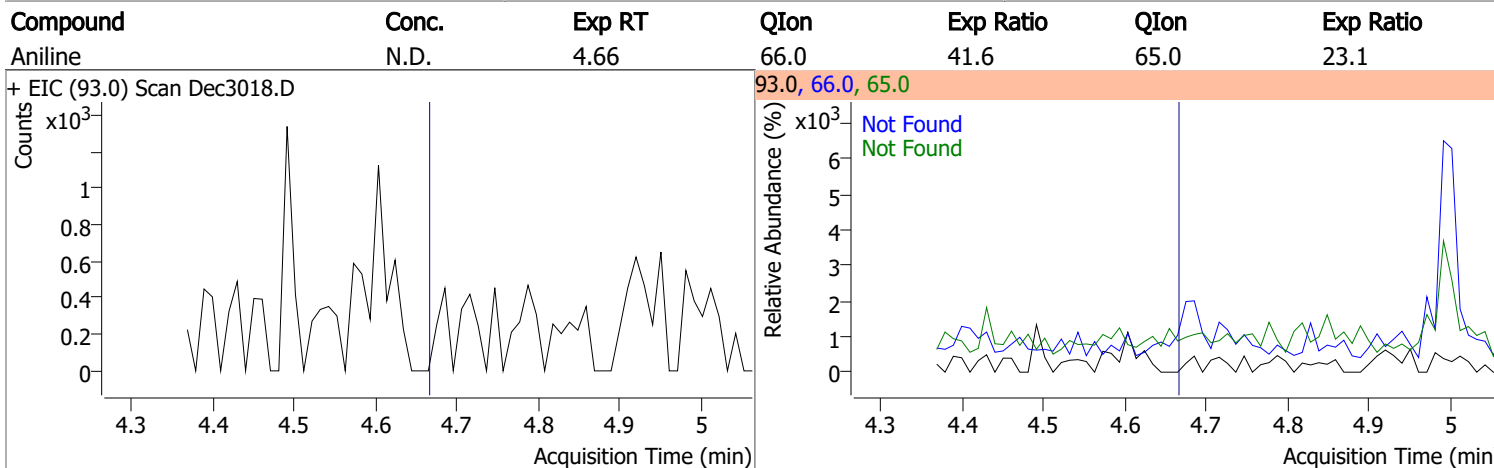 Compound Conc. Exp RT QIon Exp Ratio QIon Exp Ratio
Aniline N.D. 4.66 66.0 41.6 65.0 23.1
+ EIC (93.0) Scan Dec3018.D
Counts
x10³
1
0.8
0.6
0.4
0.2
0
4.3 4.4 4.5 4.6 4.7 4.8 4.9 5
Acquisition Time (min)
93.0, 66.0, 65.0
Relative Abundance (%)
x10³
Not Found
Not Found
6
5
4
3
2
1
0
4.3 4.4 4.5 4.6 4.7 4.8 4.9 5
Acquisition Time (min